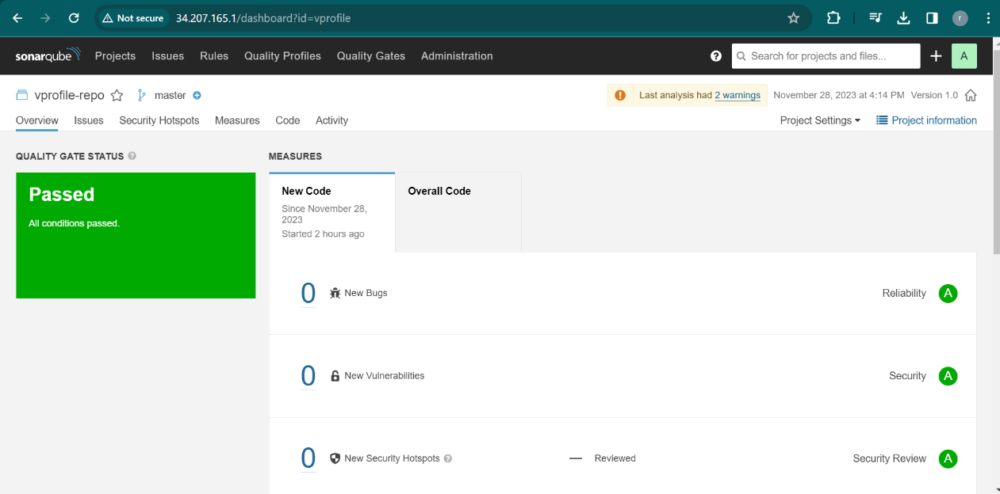 Not secure 34.207.165.1/dashboard?id=vprofile r
sonarqube Projects Issues Rules Quality Profiles Quality Gates Administration ? Search for projects and files... + A
vprofile-repo master Last analysis had 2 warnings November 28, 2023 at 4:14 PM Version 1.0
Overview Issues Security Hotspots Measures Code Activity Project Settings Project information
QUALITY GATE STATUS ? MEASURES
Passed
All conditions passed.
New Code
Since November 28,
2023
Started 2 hours ago
Overall Code
0 New Bugs Reliability A
0 New Vulnerabilities Security A
0 New Security Hotspots ? — Reviewed Security Review A